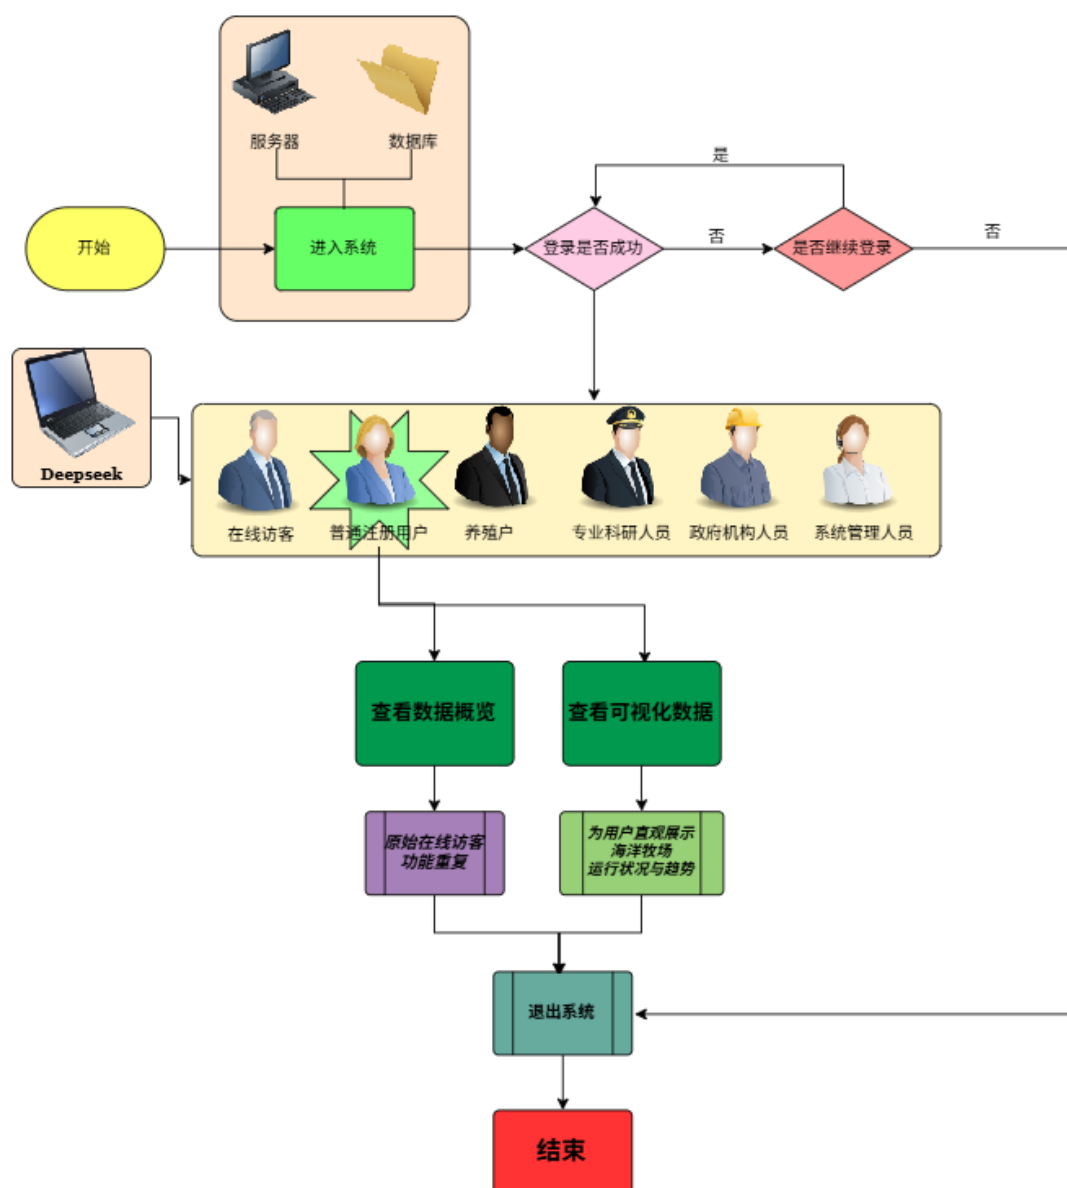 服务器
数据库
是
开始
进入系统
登录是否成功
否
是否继续登录
否
Deepseek
在线访客
普通注册用户
养殖户
专业科研人员
政府机构人员
系统管理人员
查看数据概览
查看可视化数据
原始在线访客
功能重复
为用户直观展示
海洋牧场
运行状况与趋势
退出系统
结束